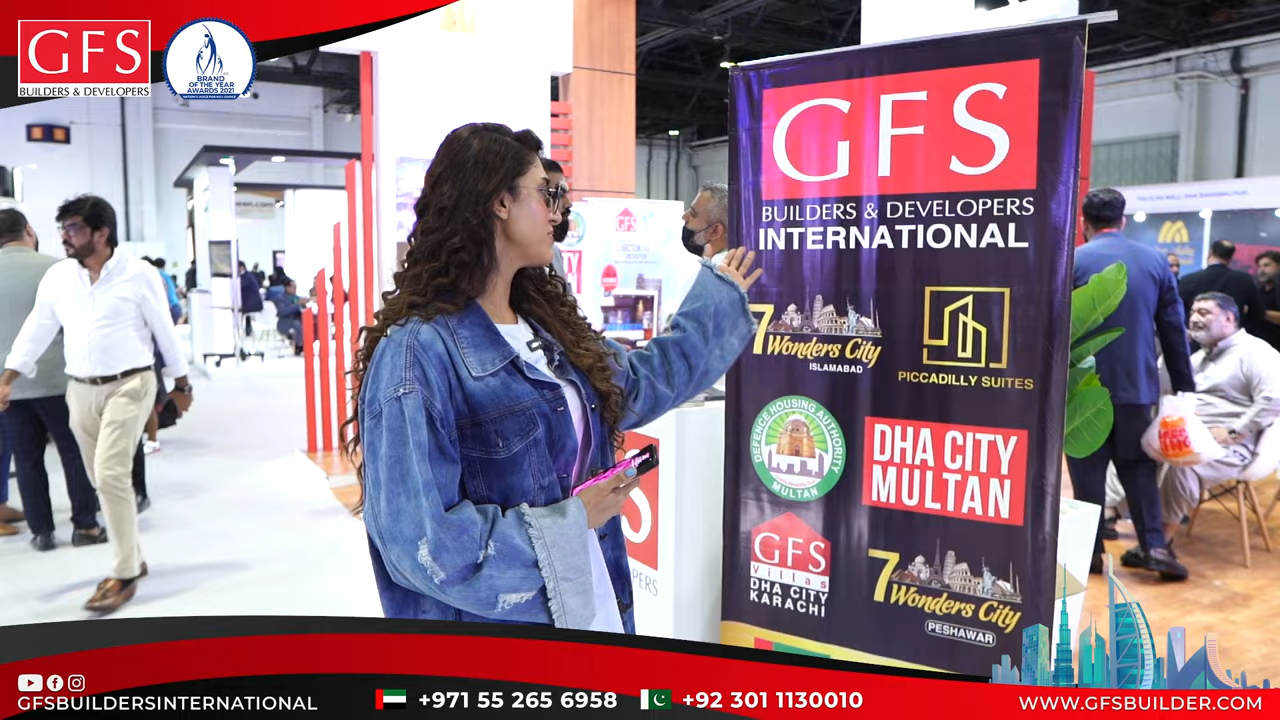 GFS
BUILDERS & DEVELOPERS
BRAND
OF THE YEAR
AWARDS 2021
GFS
BUILDERS & DEVELOPERS
INTERNATIONAL
7 Wonders City
ISLAMABAD
PICCADILLY SUITES
DEFENCE HOUSING AUTHORITY
MULTAN
DHA CITY
MULTAN
GFS
Villas
DHA CITY
KARACHI
7 Wonders City
PESHAWAR
GFS
GFSBUILDERSINTERNATIONAL
+971 55 265 6958
+92 301 1130010
WWW.GFSBUILDER.COM